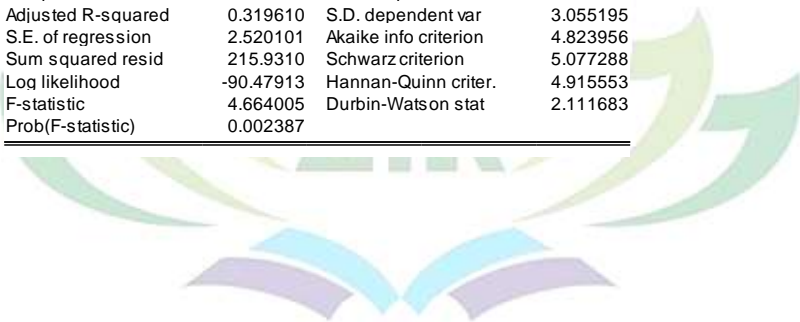 Adjusted R-squared 0.319610 S.D. dependent var 3.055195
S.E. of regression 2.520101 Akaike info criterion 4.823956
Sum squared resid 215.9310 Schwarz criterion 5.077288
Log likelihood -90.47913 Hannan-Quinn criter. 4.915553
F-statistic 4.664005 Durbin-Watson stat 2.111683
Prob(F-statistic) 0.002387